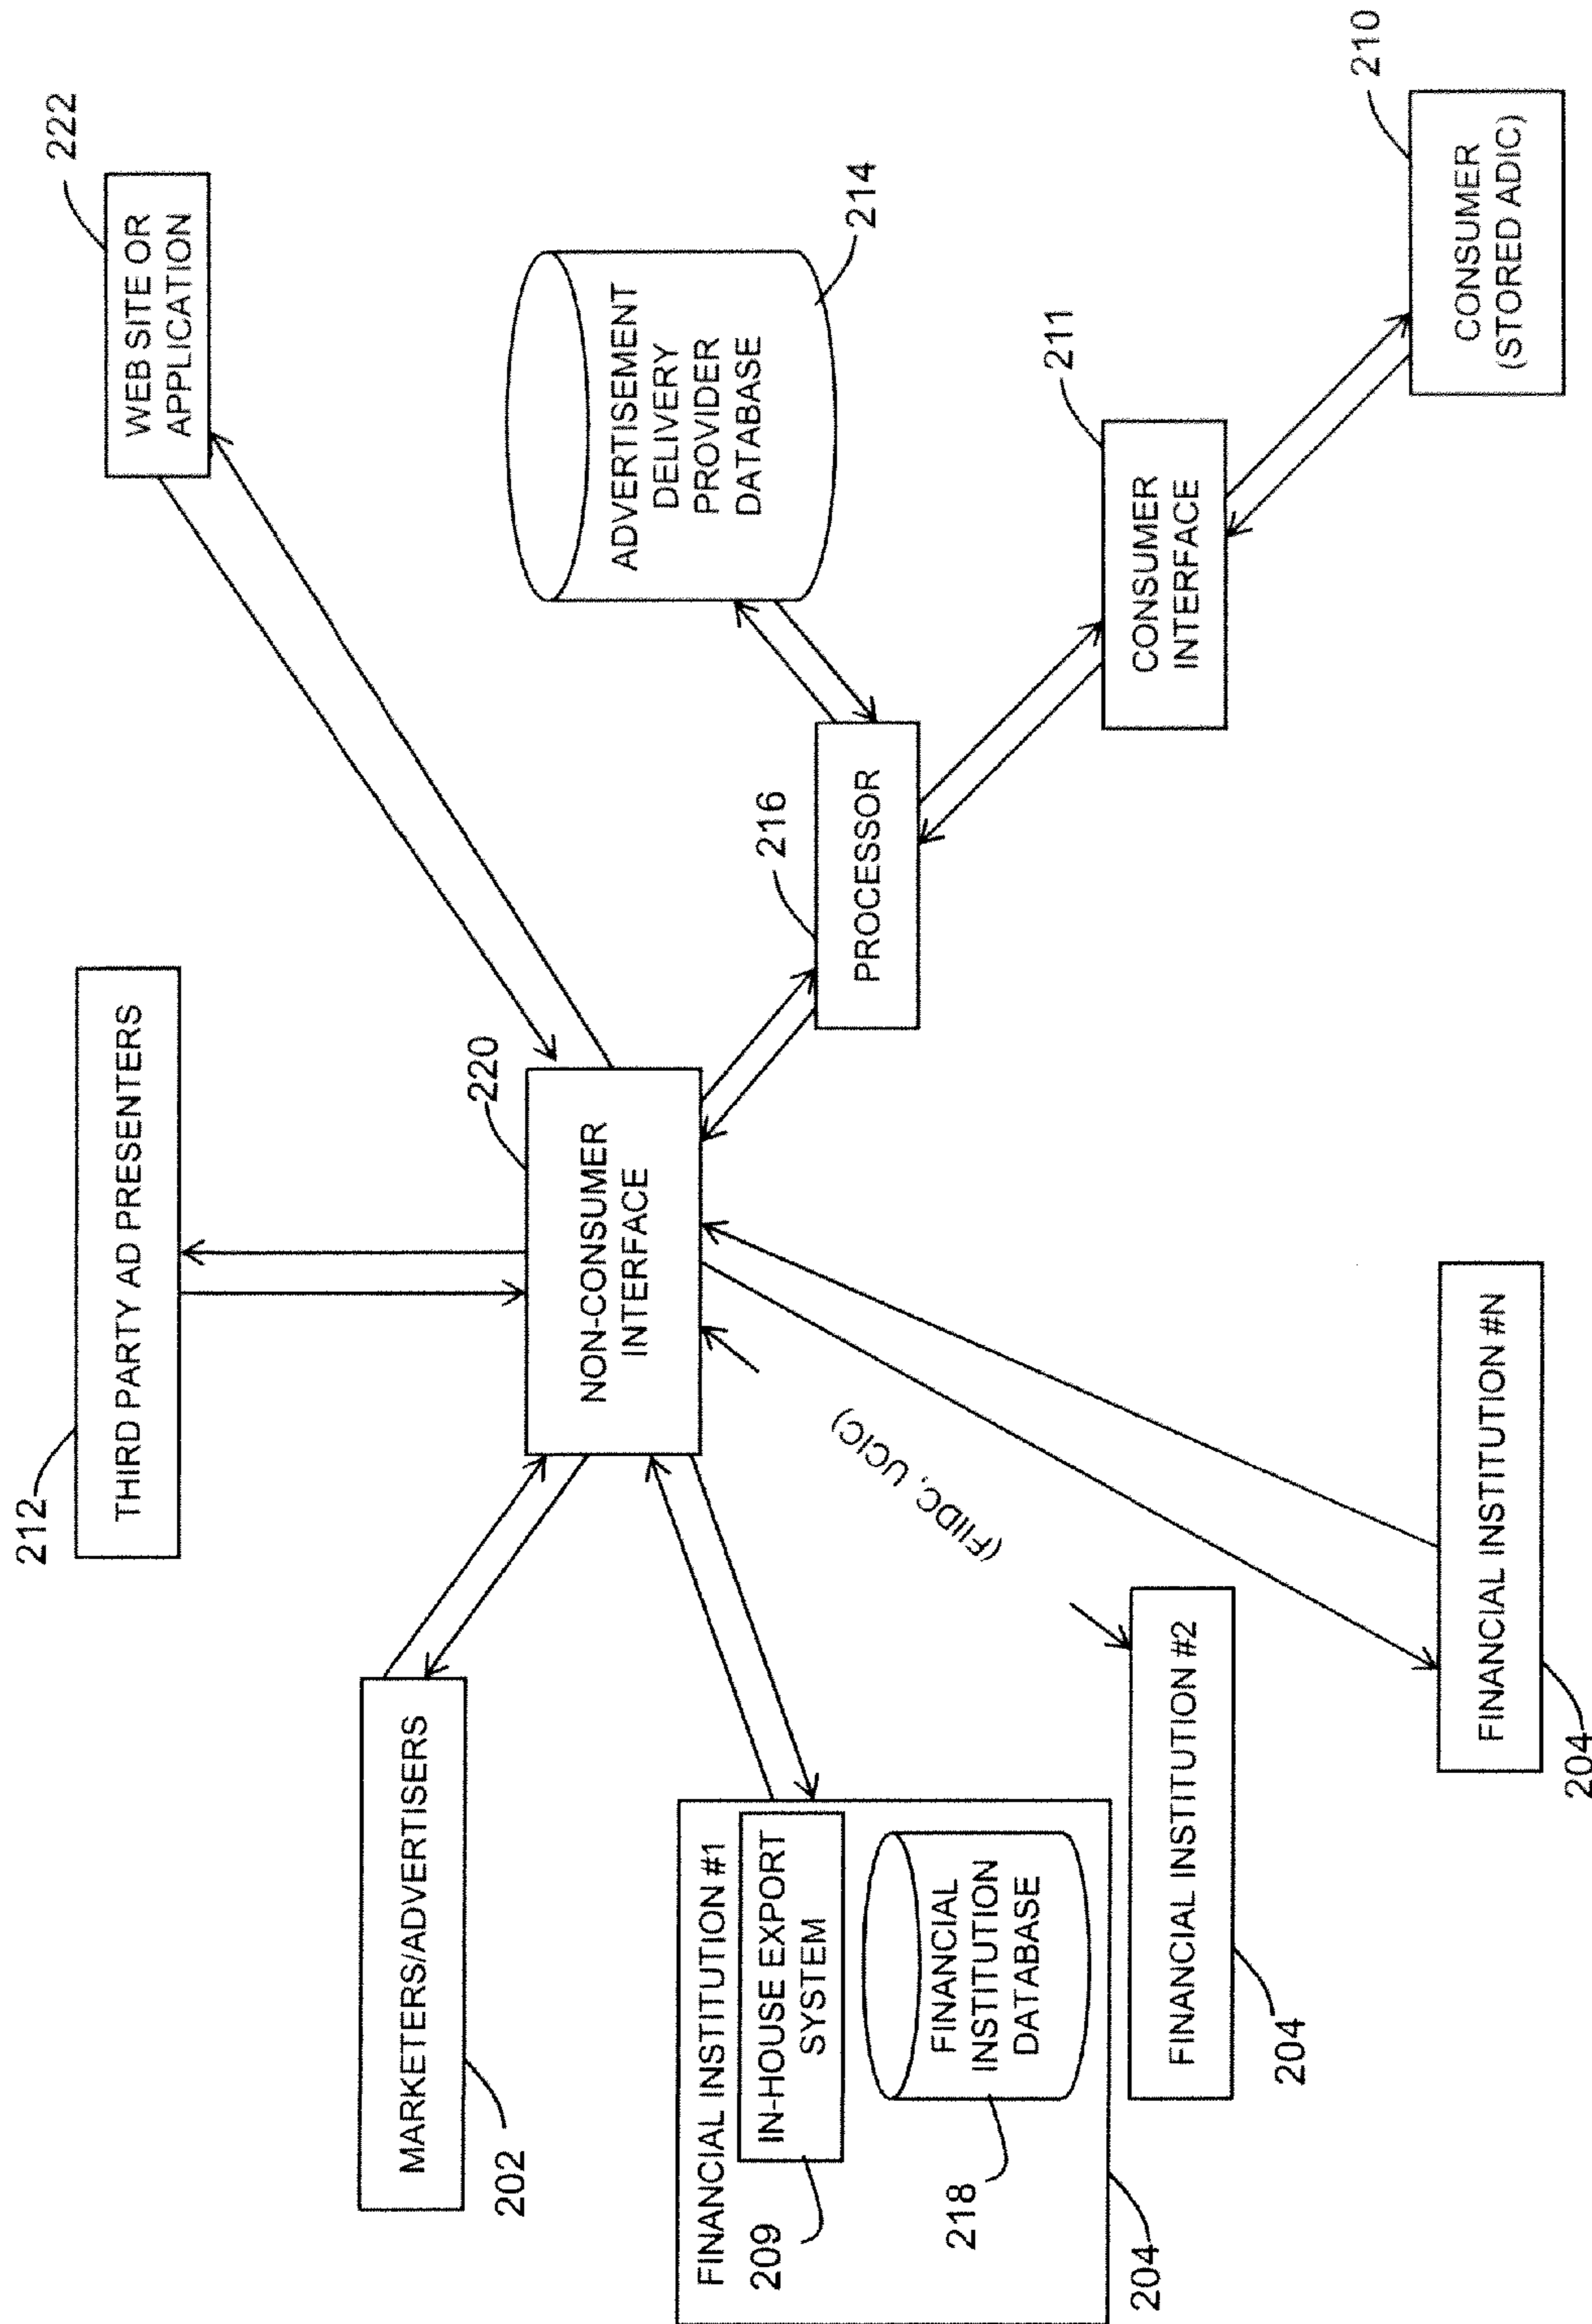 212
THIRD PARTY AD PRESENTERS
222
WEB SITE OR
APPLICATION
MARKETERS/ADVERTISERS
202
220
NON-CONSUMER
INTERFACE
ADVERTISEMENT
DELIVERY
PROVIDER
DATABASE
214
FINANCIAL INSTITUTION #1
209
IN-HOUSE EXPORT
SYSTEM
218
FINANCIAL
INSTITUTION
DATABASE
204
(FIIDC, UCIC)
216
PROCESSOR
211
CONSUMER
INTERFACE
FINANCIAL INSTITUTION #2
204
FINANCIAL INSTITUTION #N
204
210
CONSUMER
(STORED ADIC)